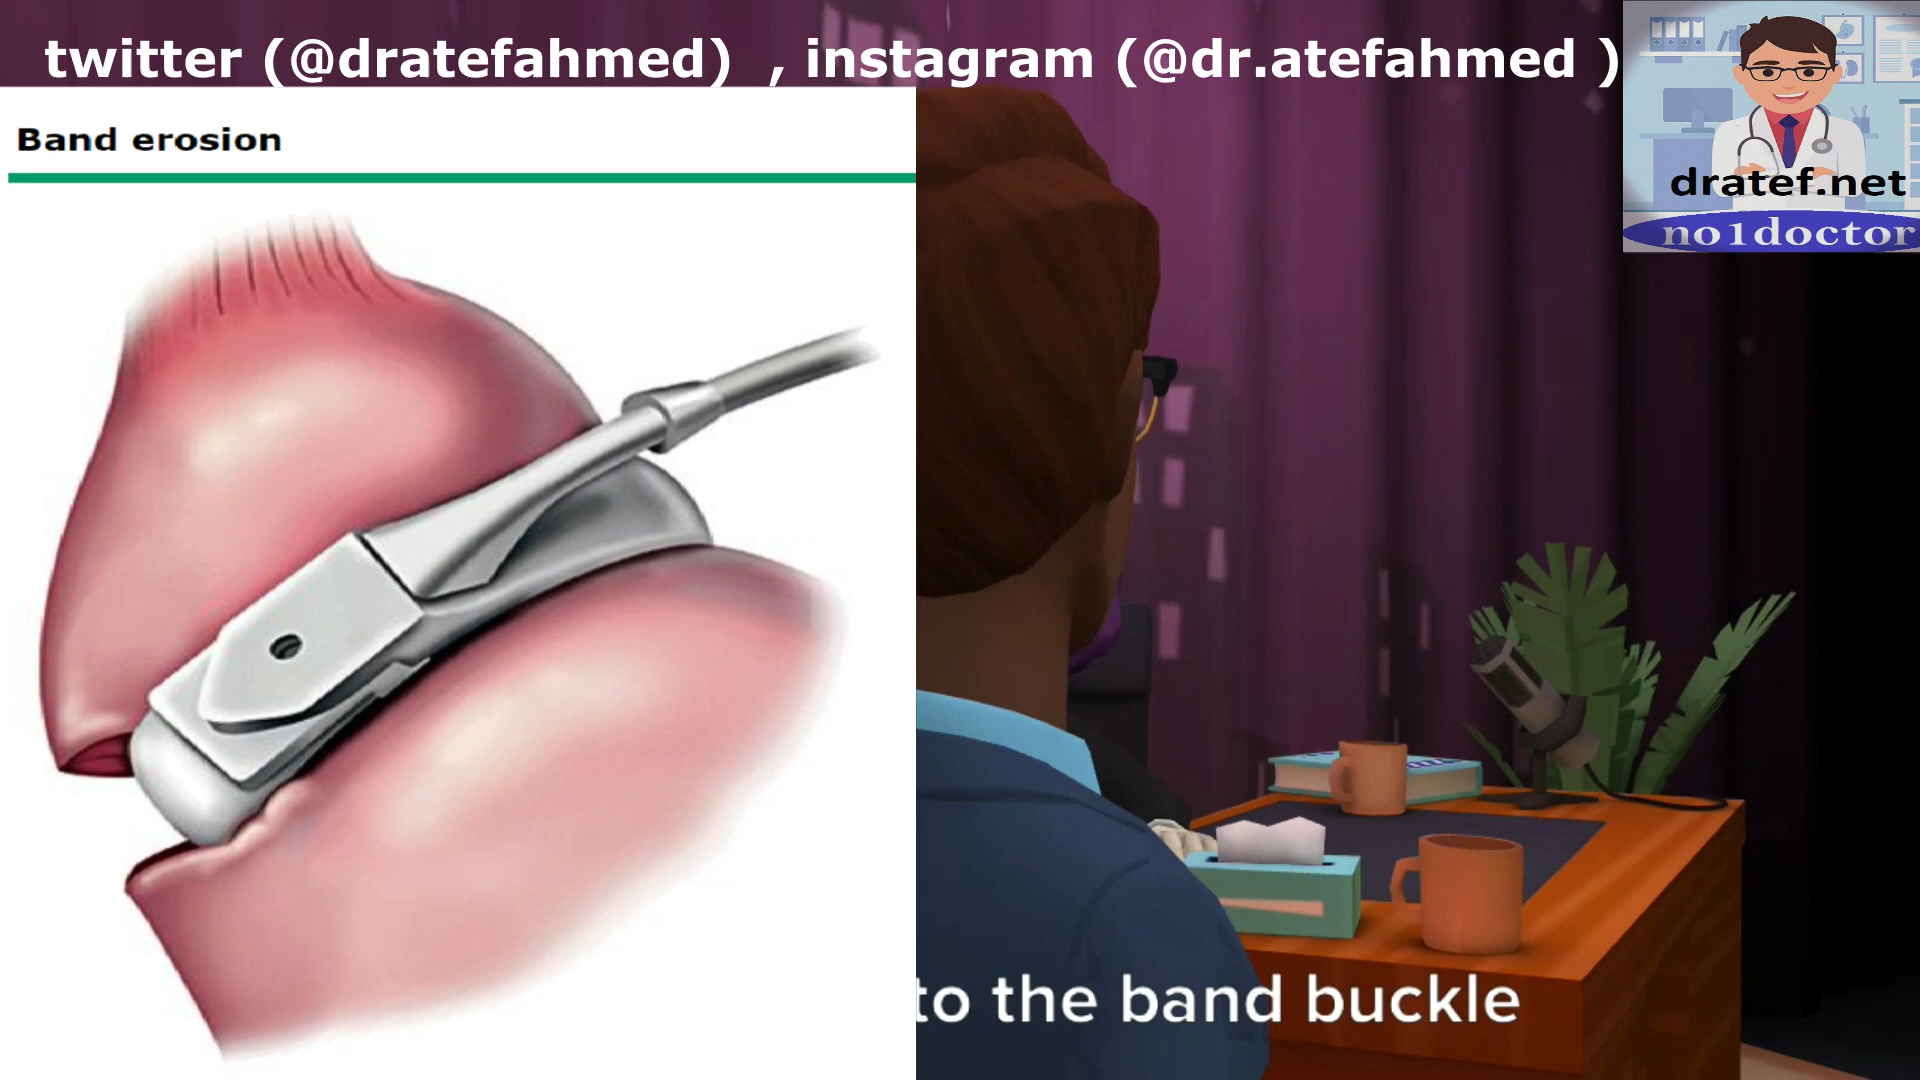 twitter (@dratefahmed)  , instagram (@dr.atefahmed )
Band erosion
dratef.net
no1doctor
to the band buckle